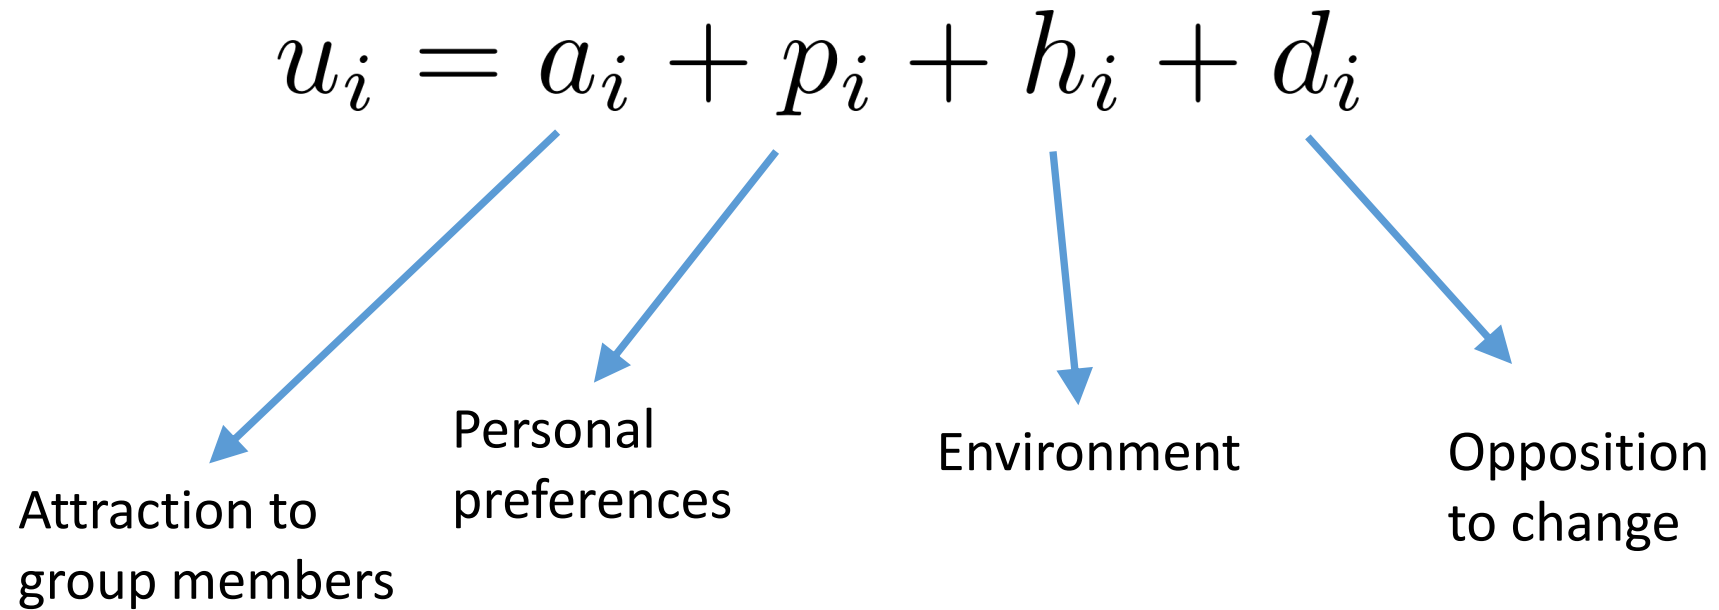 u_i = a_i + p_i + h_i + d_i
Attraction to
group members
Personal
preferences
Environment
Opposition
to change